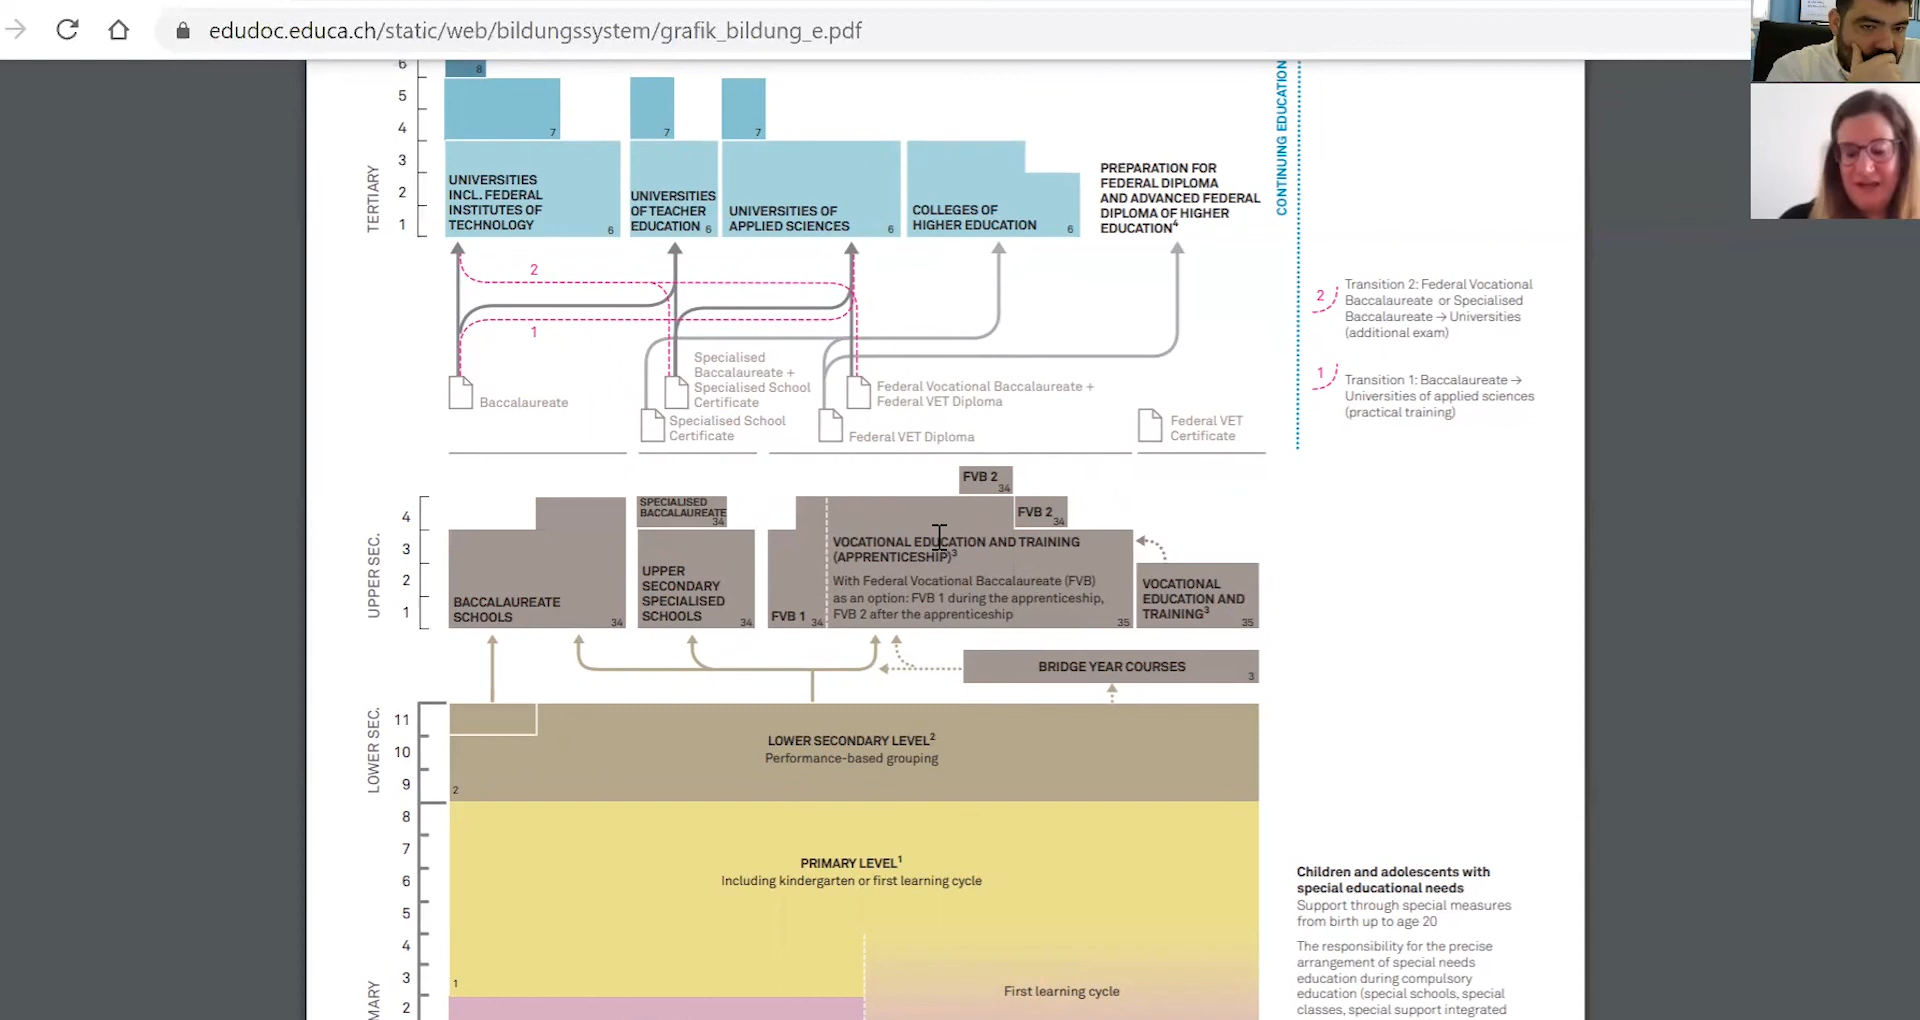 edudoc.educa.ch/static/web/bildungssystem/grafik_bildung_e.pdf
6
5
4
3
2
1
TERTIARY
8
7
7
7
UNIVERSITIES
INCL. FEDERAL
INSTITUTES OF
TECHNOLOGY
6
UNIVERSITIES
OF TEACHER
EDUCATION
6
UNIVERSITIES OF
APPLIED SCIENCES
6
COLLEGES OF
HIGHER EDUCATION
6
PREPARATION FOR
FEDERAL DIPLOMA
AND ADVANCED FEDERAL
DIPLOMA OF HIGHER
EDUCATION⁴
CONTINUING EDUCATION
2
1
2
Transition 2: Federal Vocational
Baccalaureate or Specialised
Baccalaureate → Universities
(additional exam)
1
Transition 1: Baccalaureate →
Universities of applied sciences
(practical training)
Baccalaureate
Specialised
Baccalaureate +
Specialised School
Certificate
Specialised School
Certificate
Federal Vocational Baccalaureate +
Federal VET Diploma
Federal VET Diploma
Federal VET
Certificate
UPPER SEC.
4
3
2
1
BACCALAUREATE
SCHOOLS
34
SPECIALISED
BACCALAUREATE
34
UPPER
SECONDARY
SPECIALISED
SCHOOLS
34
FVB 1
34
FVB 2
34
FVB 2
34
VOCATIONAL EDUCATION AND TRAINING
(APPRENTICESHIP)³
With Federal Vocational Baccalaureate (FVB)
as an option: FVB 1 during the apprenticeship,
FVB 2 after the apprenticeship
35
VOCATIONAL
EDUCATION AND
TRAINING³
35
BRIDGE YEAR COURSES
3
LOWER SEC.
11
10
9
LOWER SECONDARY LEVEL²
Performance-based grouping
2
8
7
6
5
4
3
2
MARY
PRIMARY LEVEL¹
Including kindergarten or first learning cycle
1
First learning cycle
Children and adolescents with
special educational needs
Support through special measures
from birth up to age 20
The responsibility for the precise
arrangement of special needs
education during compulsory
education (special schools, special
classes, special support integrated